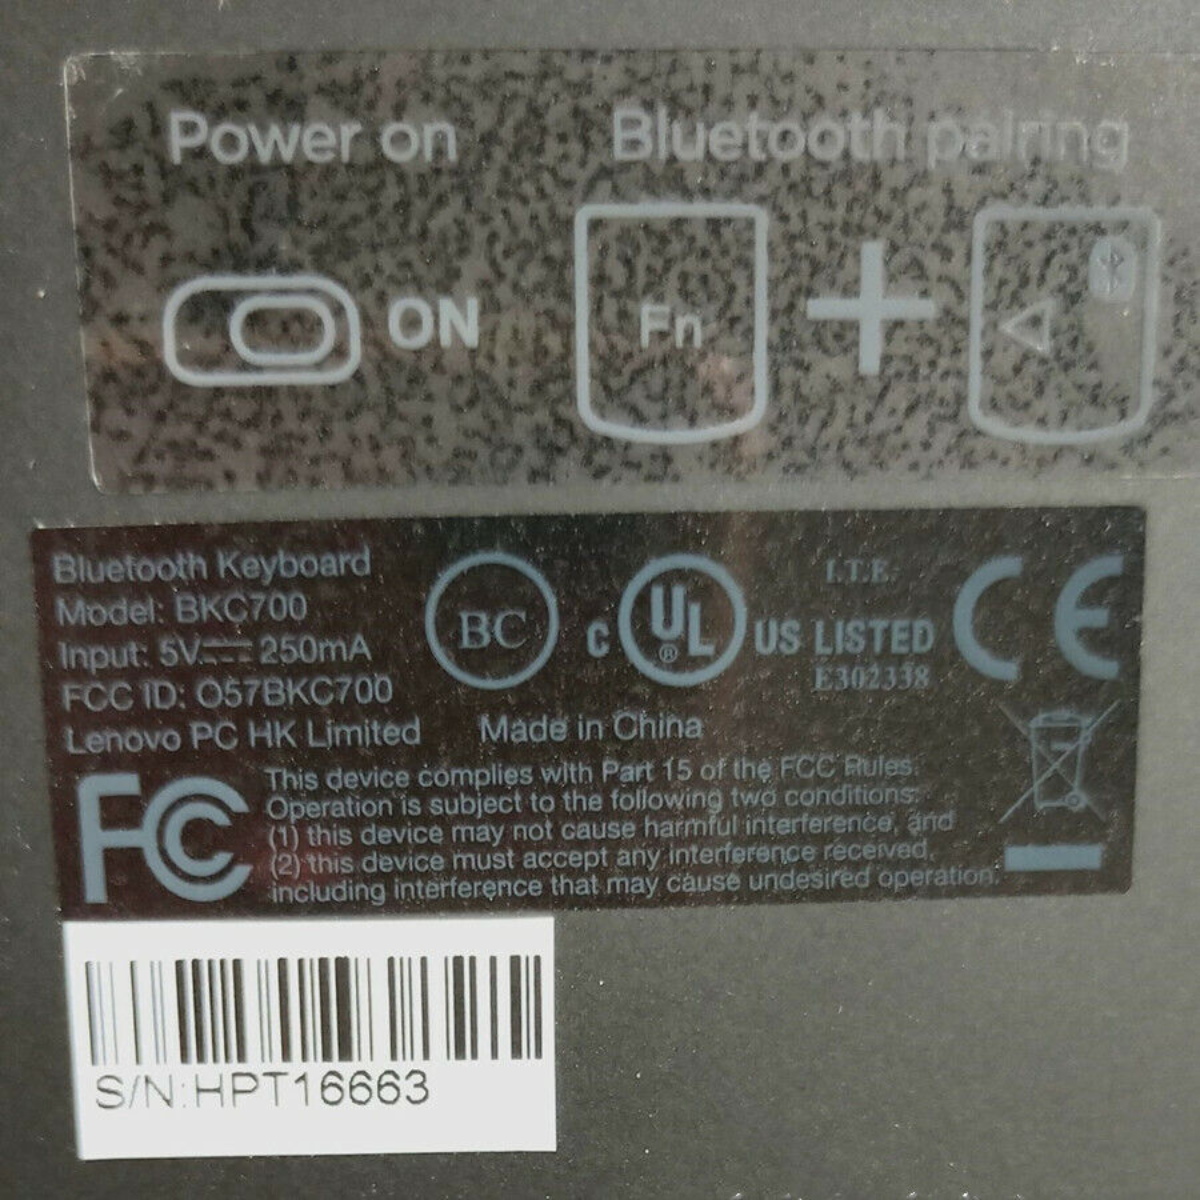 Power on
Bluetooth pairing
ON
Fn
Bluetooth Keyboard
Model: BKC700
Input: 5V⎓250mA
FCC ID: O57BKC700
Lenovo PC HK Limited
Made in China
BC
C UL ® US LISTED
I.T.E.
E302338
CE
FC
This device complies with Part 15 of the FCC Rules.
Operation is subject to the following two conditions:
(1) this device may not cause harmful interference, and
(2) this device must accept any interference received,
including interference that may cause undesired operation.
S/N:HPT16663